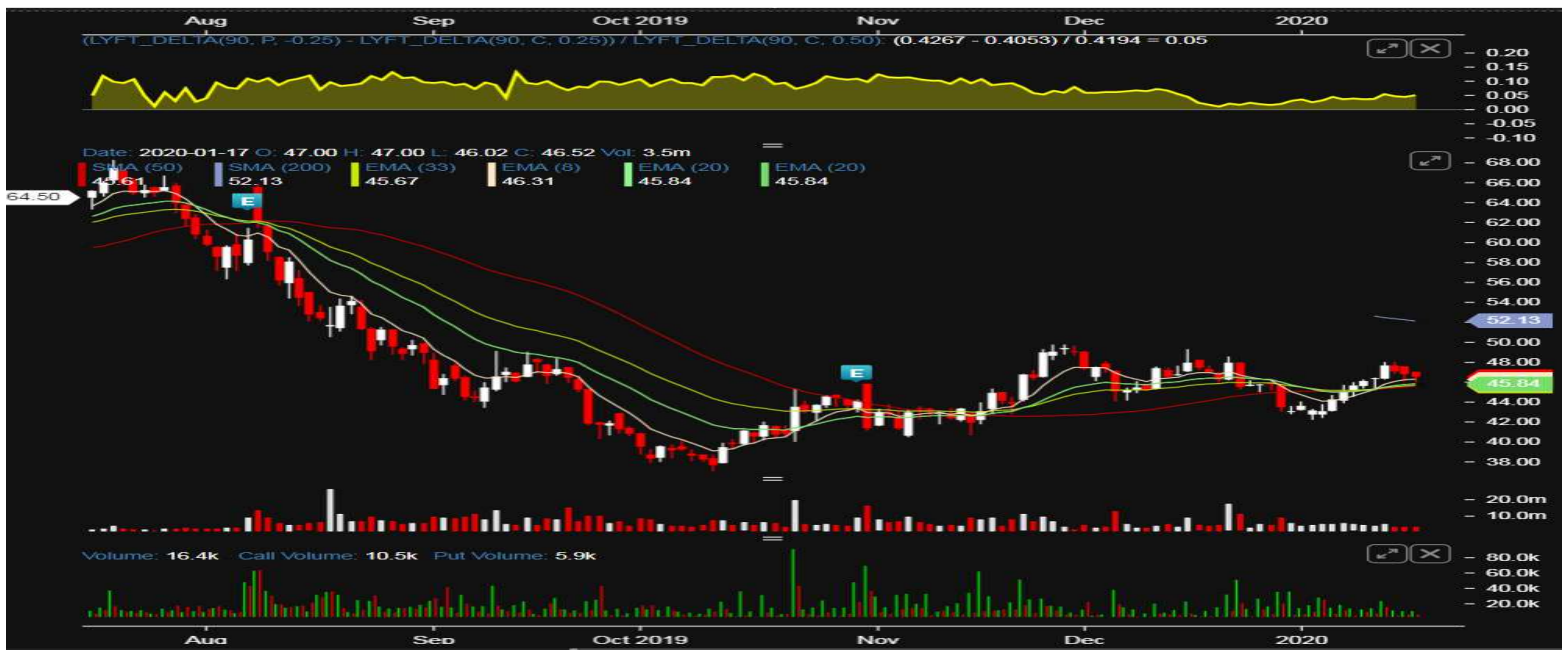 Aug Sep Oct 2019 Nov Dec 2020
(LYFT_DELTA(90, P, -0.25) - LYFT_DELTA(90, C, 0.25)) / LYFT_DELTA(90, C, 0.50): (0.4267 - 0.4053) / 0.4194 = 0.05
0.20
0.15
0.10
0.05
0.00
-0.05
-0.10
Date: 2020-01-17 O: 47.00 H: 47.00 L: 46.02 C: 46.52 Vol: 3.5m
SMA (50) SMA (200) EMA (33) EMA (8) EMA (20) EMA (20)
45.61 52.13 45.67 46.31 45.84 45.84
68.00
66.00
64.50
64.00
E
62.00
60.00
58.00
56.00
54.00
52.13
50.00
48.00
E
45.84
44.00
42.00
40.00
38.00
20.0m
10.0m
Volume: 16.4k Call Volume: 10.5k Put Volume: 5.9k
80.0k
60.0k
40.0k
20.0k
Aug Sep Oct 2019 Nov Dec 2020